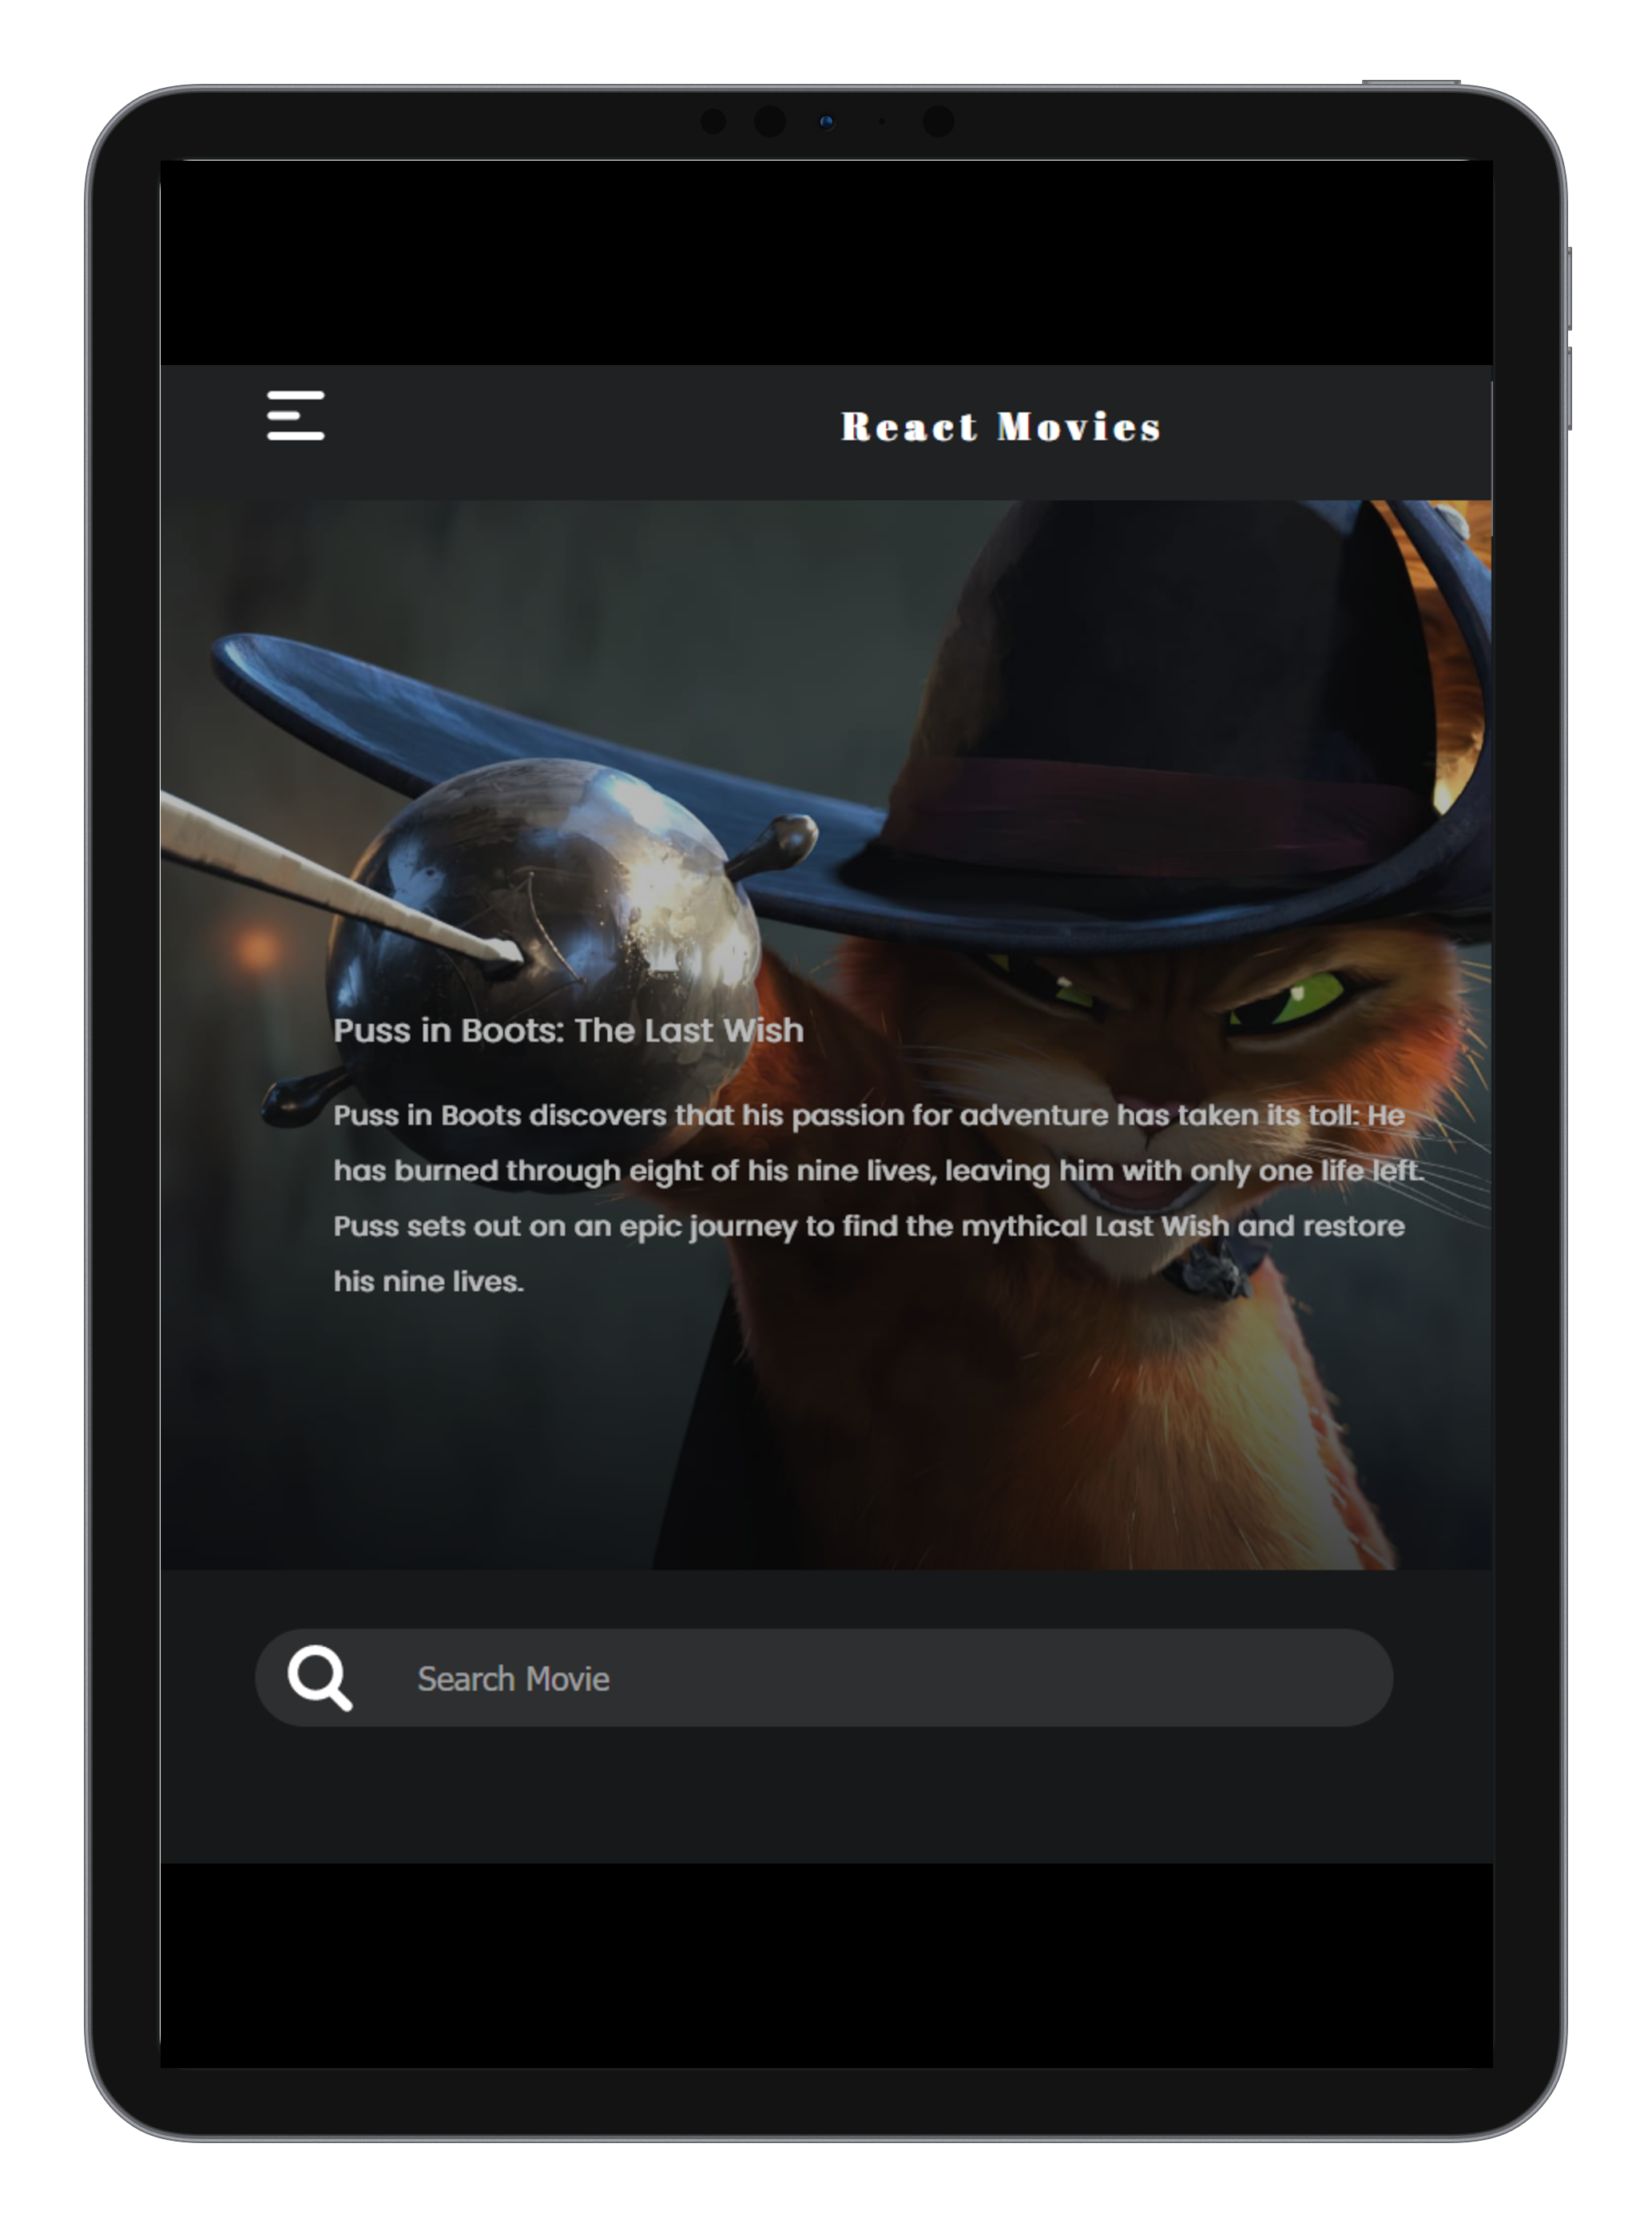 React Movies
Puss in Boots: The Last Wish
Puss in Boots discovers that his passion for adventure has taken its toll: He
has burned through eight of his nine lives, leaving him with only one life left.
Puss sets out on an epic journey to find the mythical Last Wish and restore
his nine lives.
Search Movie